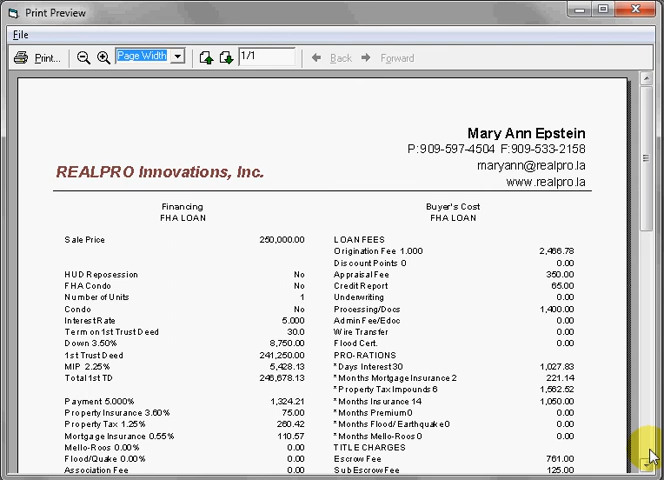 Print Preview
File
Print... Page Width 1/1 Back Forward
Mary Ann Epstein
P:909-597-4504 F:909-533-2158
REALPRO Innovations, Inc.
maryann@realpro.la
www.realpro.la
Financing
FHA LOAN
Sale Price 250,000.00
HUD Reposession No
FHA Condo No
Number of Units 1
Condo No
Interest Rate 5.000
Term on 1st Trust Deed 30.0
Down 3.50% 8,750.00
1st Trust Deed 241,250.00
MIP 2.25% 5,428.13
Total 1st TD 246,678.13
Payment 5.000% 1,324.21
Property Insurance 3.60% 75.00
Property Tax 1.25% 260.42
Mortgage Insurance 0.55% 110.57
Mello-Roos 0.00% 0.00
Flood/Quake 0.00% 0.00
Association Fee 0.00
Buyer's Cost
FHA LOAN
LOAN FEES
Origination Fee 1.000 2,466.78
Discount Points 0 0.00
Appraisal Fee 350.00
Credit Report 65.00
Underwriting 0.00
Processing/Docs 1,400.00
Admin Fee/Edoc 0.00
Wire Transfer 0.00
Flood Cert. 0.00
PRO-RATIONS
*Days Interest 30 1,027.83
*Months Mortgage Insurance 2 221.14
*Property Tax Impounds 6 1,562.52
*Months Insurance 14 1,050.00
*Months Premium 0 0.00
*Months Flood/Earthquake 0 0.00
*Months Mello-Roos 0 0.00
TITLE CHARGES
Escrow Fee 761.00
Sub Escrow Fee 125.00